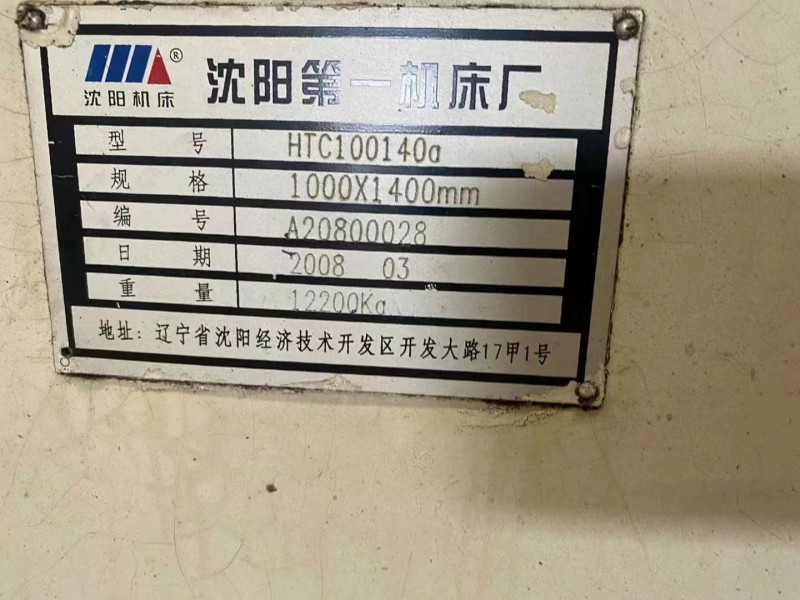 沈阳机床® 沈阳第一机床厂
型 号 HTC100140a
规 格 1000X1400mm
编 号 A20800028
日 期 2008 03
重 量 12200Kg
地址：辽宁省沈阳经济技术开发区开发大路17甲1号